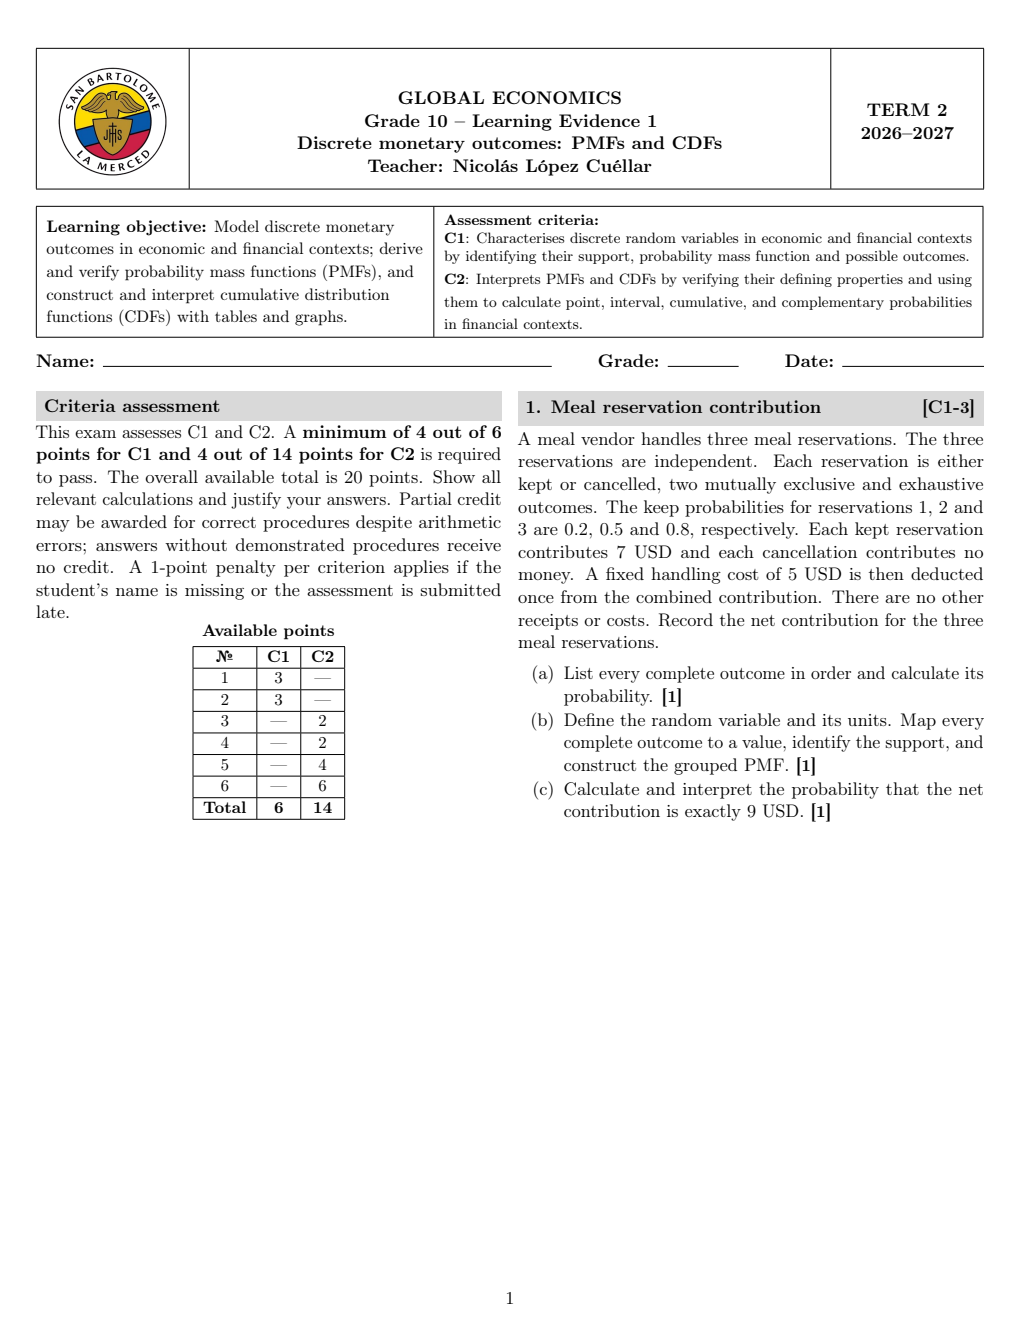 SAN BARTOLOME
LA MERCED
JHS
GLOBAL ECONOMICS
Grade 10 – Learning Evidence 1
Discrete monetary outcomes: PMFs and CDFs
Teacher: Nicolás López Cuéllar
TERM 2
2026–2027
Learning objective: Model discrete monetary
outcomes in economic and financial contexts; derive
and verify probability mass functions (PMFs), and
construct and interpret cumulative distribution
functions (CDFs) with tables and graphs.
Assessment criteria:
C1: Characterises discrete random variables in economic and financial contexts
by identifying their support, probability mass function and possible outcomes.
C2: Interprets PMFs and CDFs by verifying their defining properties and using
them to calculate point, interval, cumulative, and complementary probabilities
in financial contexts.
Name: Grade: Date:
Criteria assessment
This exam assesses C1 and C2. A minimum of 4 out of 6
points for C1 and 4 out of 14 points for C2 is required
to pass. The overall available total is 20 points. Show all
relevant calculations and justify your answers. Partial credit
may be awarded for correct procedures despite arithmetic
errors; answers without demonstrated procedures receive
no credit. A 1-point penalty per criterion applies if the
student's name is missing or the assessment is submitted
late.
Available points
№ C1 C2
1 3 —
2 3 —
3 — 2
4 — 2
5 — 4
6 — 6
Total 6 14
1. Meal reservation contribution [C1-3]
A meal vendor handles three meal reservations. The three
reservations are independent. Each reservation is either
kept or cancelled, two mutually exclusive and exhaustive
outcomes. The keep probabilities for reservations 1, 2 and
3 are 0.2, 0.5 and 0.8, respectively. Each kept reservation
contributes 7 USD and each cancellation contributes no
money. A fixed handling cost of 5 USD is then deducted
once from the combined contribution. There are no other
receipts or costs. Record the net contribution for the three
meal reservations.
(a) List every complete outcome in order and calculate its
probability. [1]
(b) Define the random variable and its units. Map every
complete outcome to a value, identify the support, and
construct the grouped PMF. [1]
(c) Calculate and interpret the probability that the net
contribution is exactly 9 USD. [1]
1